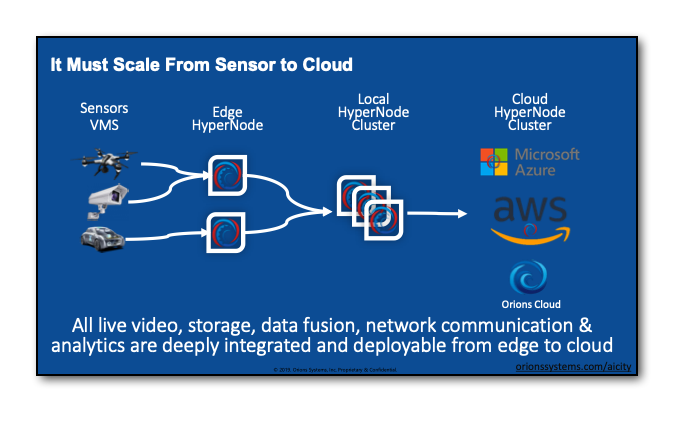 It Must Scale From Sensor to Cloud
Sensors
VMS
Edge
HyperNode
Local
HyperNode
Cluster
Cloud
HyperNode
Cluster
Microsoft
Azure
aws
Orions Cloud
All live video, storage, data fusion, network communication &
analytics are deeply integrated and deployable from edge to cloud
© 2019 Orions Systems, Inc. Proprietary & Confidential
orionssystems.com/aicity